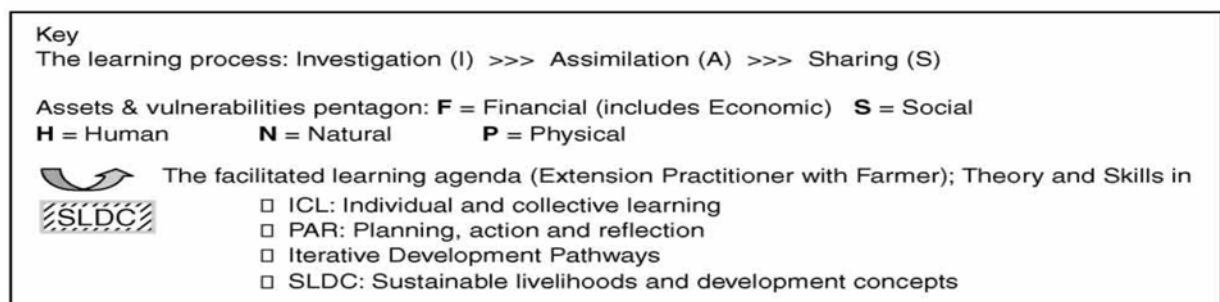 Key
The learning process: Investigation (I) >>> Assimilation (A) >>> Sharing (S)
Assets & vulnerabilities pentagon: F = Financial (includes Economic) S = Social
H = Human N = Natural P = Physical
The facilitated learning agenda (Extension Practitioner with Farmer); Theory and Skills in
SLDC
□ ICL: Individual and collective learning
□ PAR: Planning, action and reflection
□ Iterative Development Pathways
□ SLDC: Sustainable livelihoods and development concepts